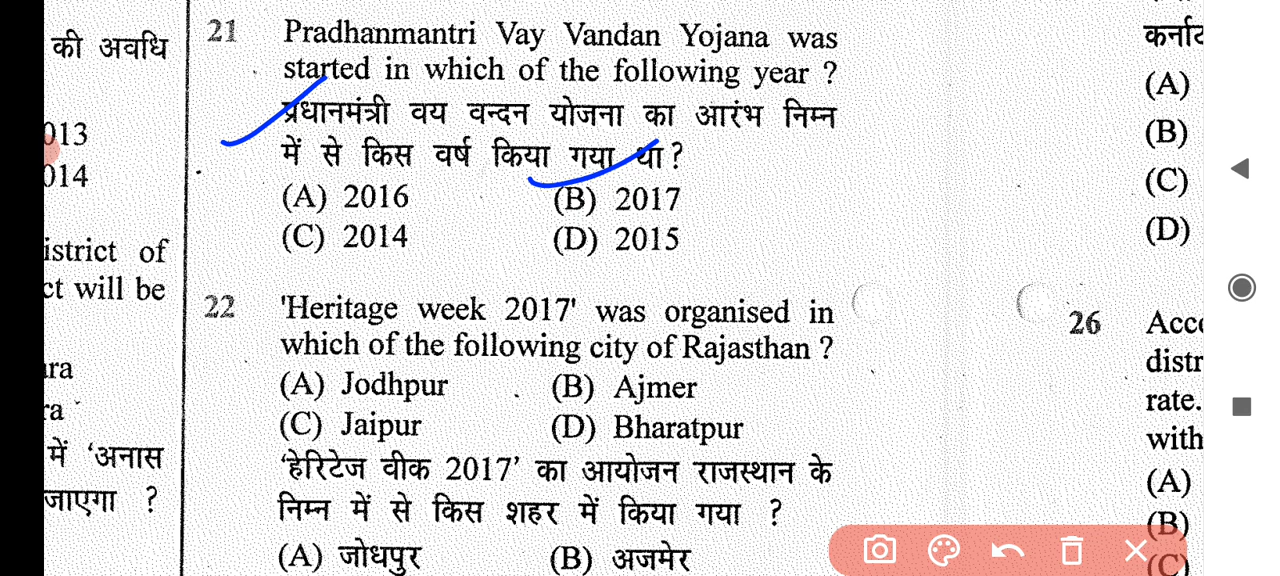 की अवधि
013
014
istrict of
ct will be
ara
ra
में ‘अनास
जाएगा ?
21 Pradhanmantri Vay Vandan Yojana was
started in which of the following year ?
प्रधानमंत्री वय वन्दन योजना का आरंभ निम्न
में से किस वर्ष किया गया था ?
(A) 2016 (B) 2017
(C) 2014 (D) 2015
22 'Heritage week 2017' was organised in
which of the following city of Rajasthan ?
(A) Jodhpur (B) Ajmer
(C) Jaipur (D) Bharatpur
‘हेरिटेज वीक 2017’ का आयोजन राजस्थान के
निम्न में से किस शहर में किया गया ?
(A) जोधपुर (B) अजमेर
(A)
(B)
(C)
(D)
26
distr
rate.
with
(A)
(B)
(C)